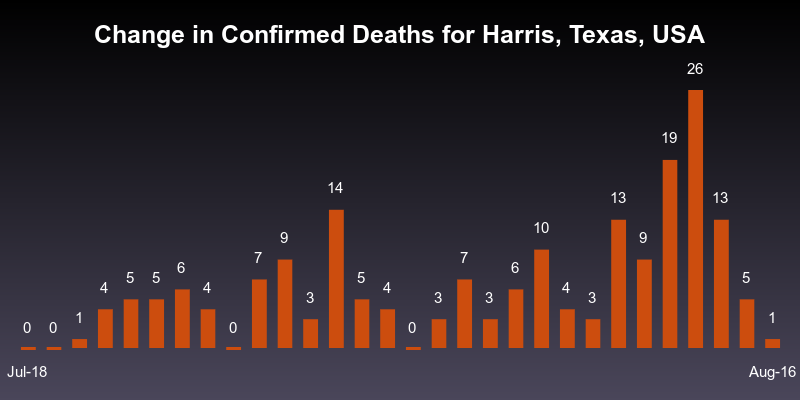 Change in Confirmed Deaths for Harris, Texas, USA
0 0 1 4 5 5 6 4 0 7 9 3 14 5 4 0 3 7 3 6 10 4 3 13 9 19 26 13 5 1
Jul-18 Aug-16